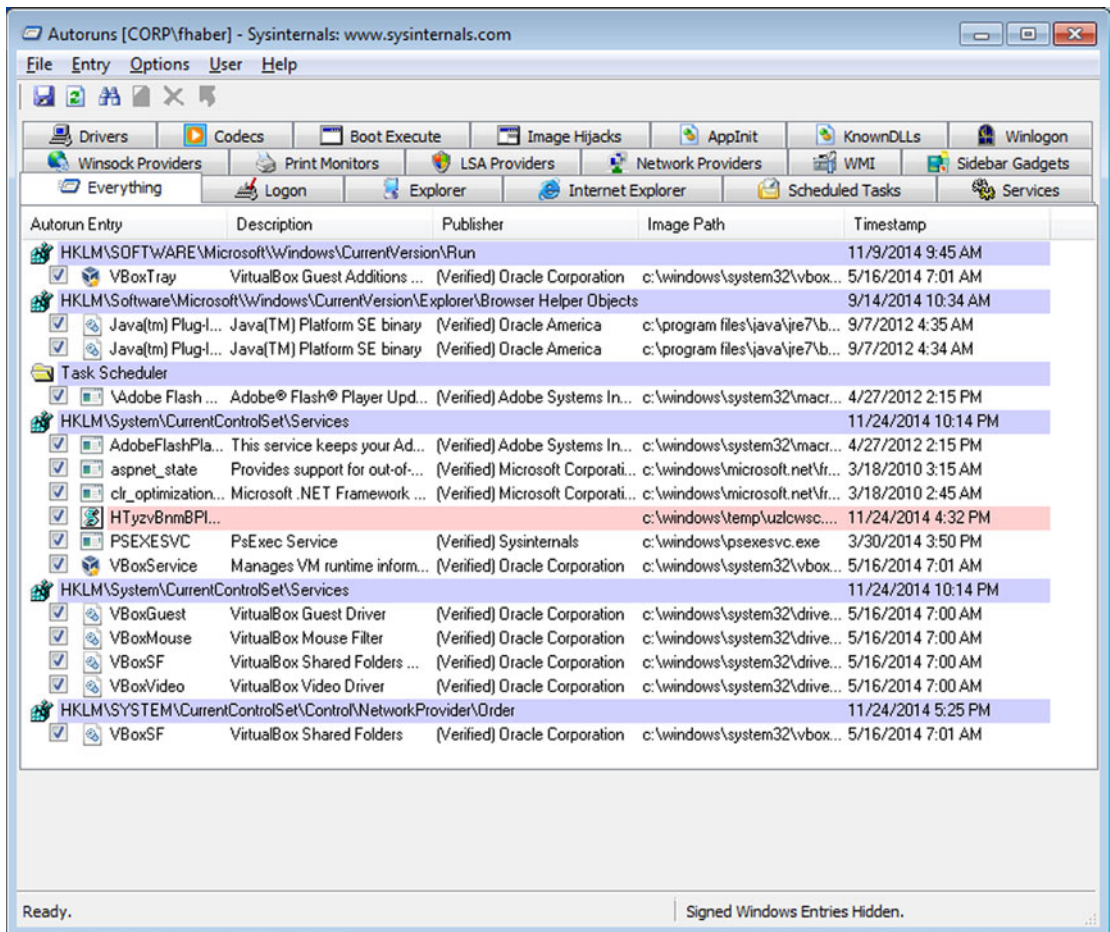 Autoruns [CORP\fhaber] - Sysinternals: www.sysinternals.com
File Entry Options User Help
Drivers Codecs Boot Execute Image Hijacks AppInit KnownDLLs Winlogon
Winsock Providers Print Monitors LSA Providers Network Providers WMI Sidebar Gadgets
Everything Logon Explorer Internet Explorer Scheduled Tasks Services
Autorun Entry Description Publisher Image Path Timestamp
HKLM\SOFTWARE\Microsoft\Windows\CurrentVersion\Run 11/9/2014 9:45 AM
VBoxTray VirtualBox Guest Additions ... (Verified) Oracle Corporation c:\windows\system32\vbox... 5/16/2014 7:01 AM
HKLM\Software\Microsoft\Windows\CurrentVersion\Explorer\Browser Helper Objects 9/14/2014 10:34 AM
Java(tm) Plug-I... Java(TM) Platform SE binary (Verified) Oracle America c:\program files\java\jre7\b... 9/7/2012 4:35 AM
Java(tm) Plug-I... Java(TM) Platform SE binary (Verified) Oracle America c:\program files\java\jre7\b... 9/7/2012 4:34 AM
Task Scheduler
\Adobe Flash ... Adobe® Flash® Player Upd... (Verified) Adobe Systems In... c:\windows\system32\macr... 4/27/2012 2:15 PM
HKLM\System\CurrentControlSet\Services 11/24/2014 10:14 PM
AdobeFlashPla... This service keeps your Ad... (Verified) Adobe Systems In... c:\windows\system32\macr... 4/27/2012 2:15 PM
aspnet_state Provides support for out-of-... (Verified) Microsoft Corporati... c:\windows\microsoft.net\fr... 3/18/2010 3:15 AM
clr_optimization... Microsoft .NET Framework ... (Verified) Microsoft Corporati... c:\windows\microsoft.net\fr... 3/18/2010 2:45 AM
HTyzvBnmBPI... c:\windows\temp\uzlcwsc.... 11/24/2014 4:32 PM
PSEXESVC PsExec Service (Verified) Sysinternals c:\windows\psexesvc.exe 3/30/2014 3:50 PM
VBoxService Manages VM runtime inform... (Verified) Oracle Corporation c:\windows\system32\vbox... 5/16/2014 7:01 AM
HKLM\System\CurrentControlSet\Services 11/24/2014 10:14 PM
VBoxGuest VirtualBox Guest Driver (Verified) Oracle Corporation c:\windows\system32\drive... 5/16/2014 7:00 AM
VBoxMouse VirtualBox Mouse Filter (Verified) Oracle Corporation c:\windows\system32\drive... 5/16/2014 7:00 AM
VBoxSF VirtualBox Shared Folders ... (Verified) Oracle Corporation c:\windows\system32\drive... 5/16/2014 7:00 AM
VBoxVideo VirtualBox Video Driver (Verified) Oracle Corporation c:\windows\system32\drive... 5/16/2014 7:00 AM
HKLM\SYSTEM\CurrentControlSet\Control\NetworkProvider\Order 11/24/2014 5:25 PM
VBoxSF VirtualBox Shared Folders (Verified) Oracle Corporation c:\windows\system32\vbox... 5/16/2014 7:01 AM
Ready. Signed Windows Entries Hidden.